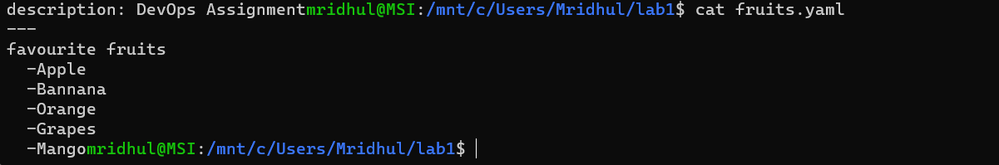 description: DevOps Assignmentmridhul@MSI:/mnt/c/Users/Mridhul/lab1$ cat fruits.yaml
---
favourite fruits
  -Apple
  -Bannana
  -Orange
  -Grapes
  -Mangomridhul@MSI:/mnt/c/Users/Mridhul/lab1$